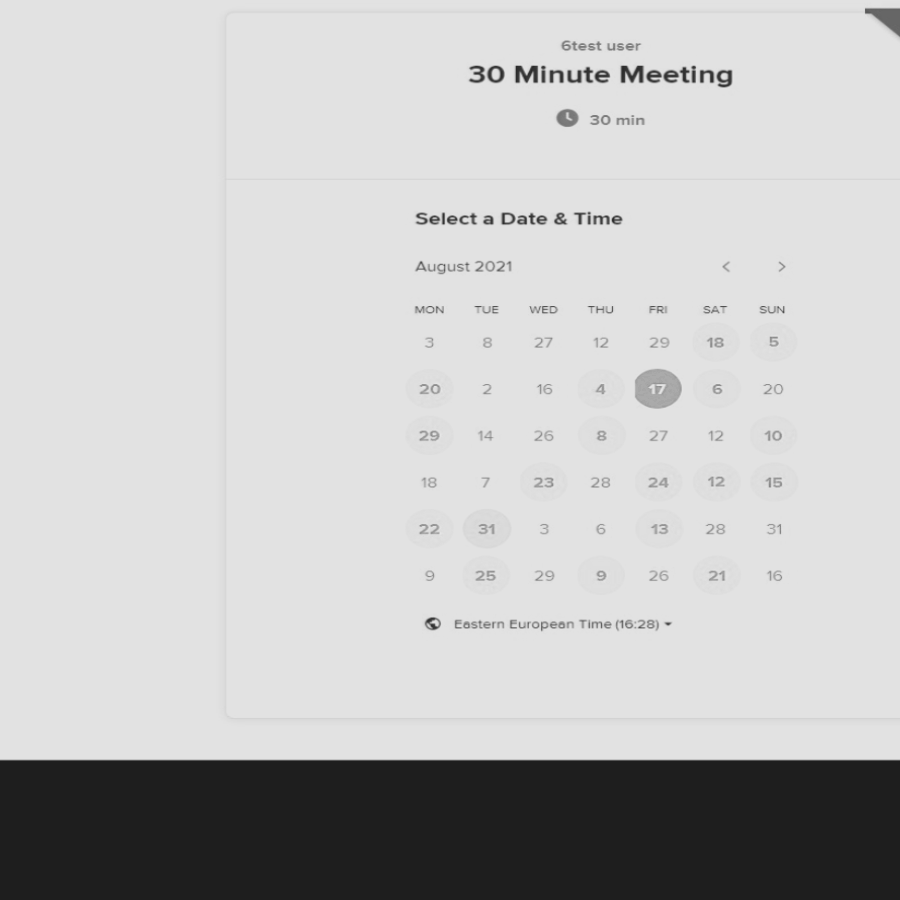 6test user
30 Minute Meeting
30 min
Select a Date & Time
August 2021
MON TUE WED THU FRI SAT SUN
3 8 27 12 29 18 5
20 2 16 4 17 6 20
29 14 26 8 27 12 10
18 7 23 28 24 12 15
22 31 3 6 13 28 31
9 25 29 9 26 21 16
Eastern European Time (16:28)